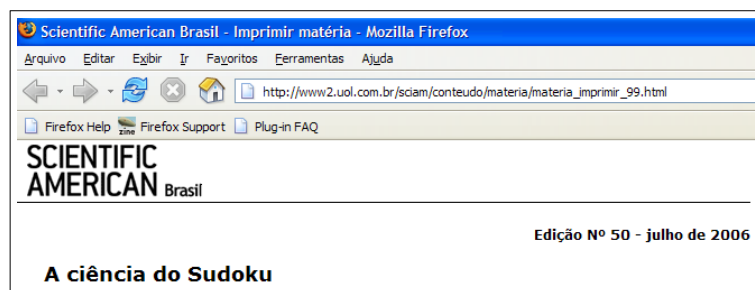 Scientific American Brasil - Imprimir matéria - Mozilla Firefox
Arquivo Editar Exibir Ir Favoritos Ferramentas Ajuda
http://www2.uol.com.br/sciam/conteudo/materia/materia_imprimir_99.html
Firefox Help zine Firefox Support Plug-in FAQ
SCIENTIFIC
AMERICAN Brasil
Edição Nº 50 - julho de 2006
A ciência do Sudoku